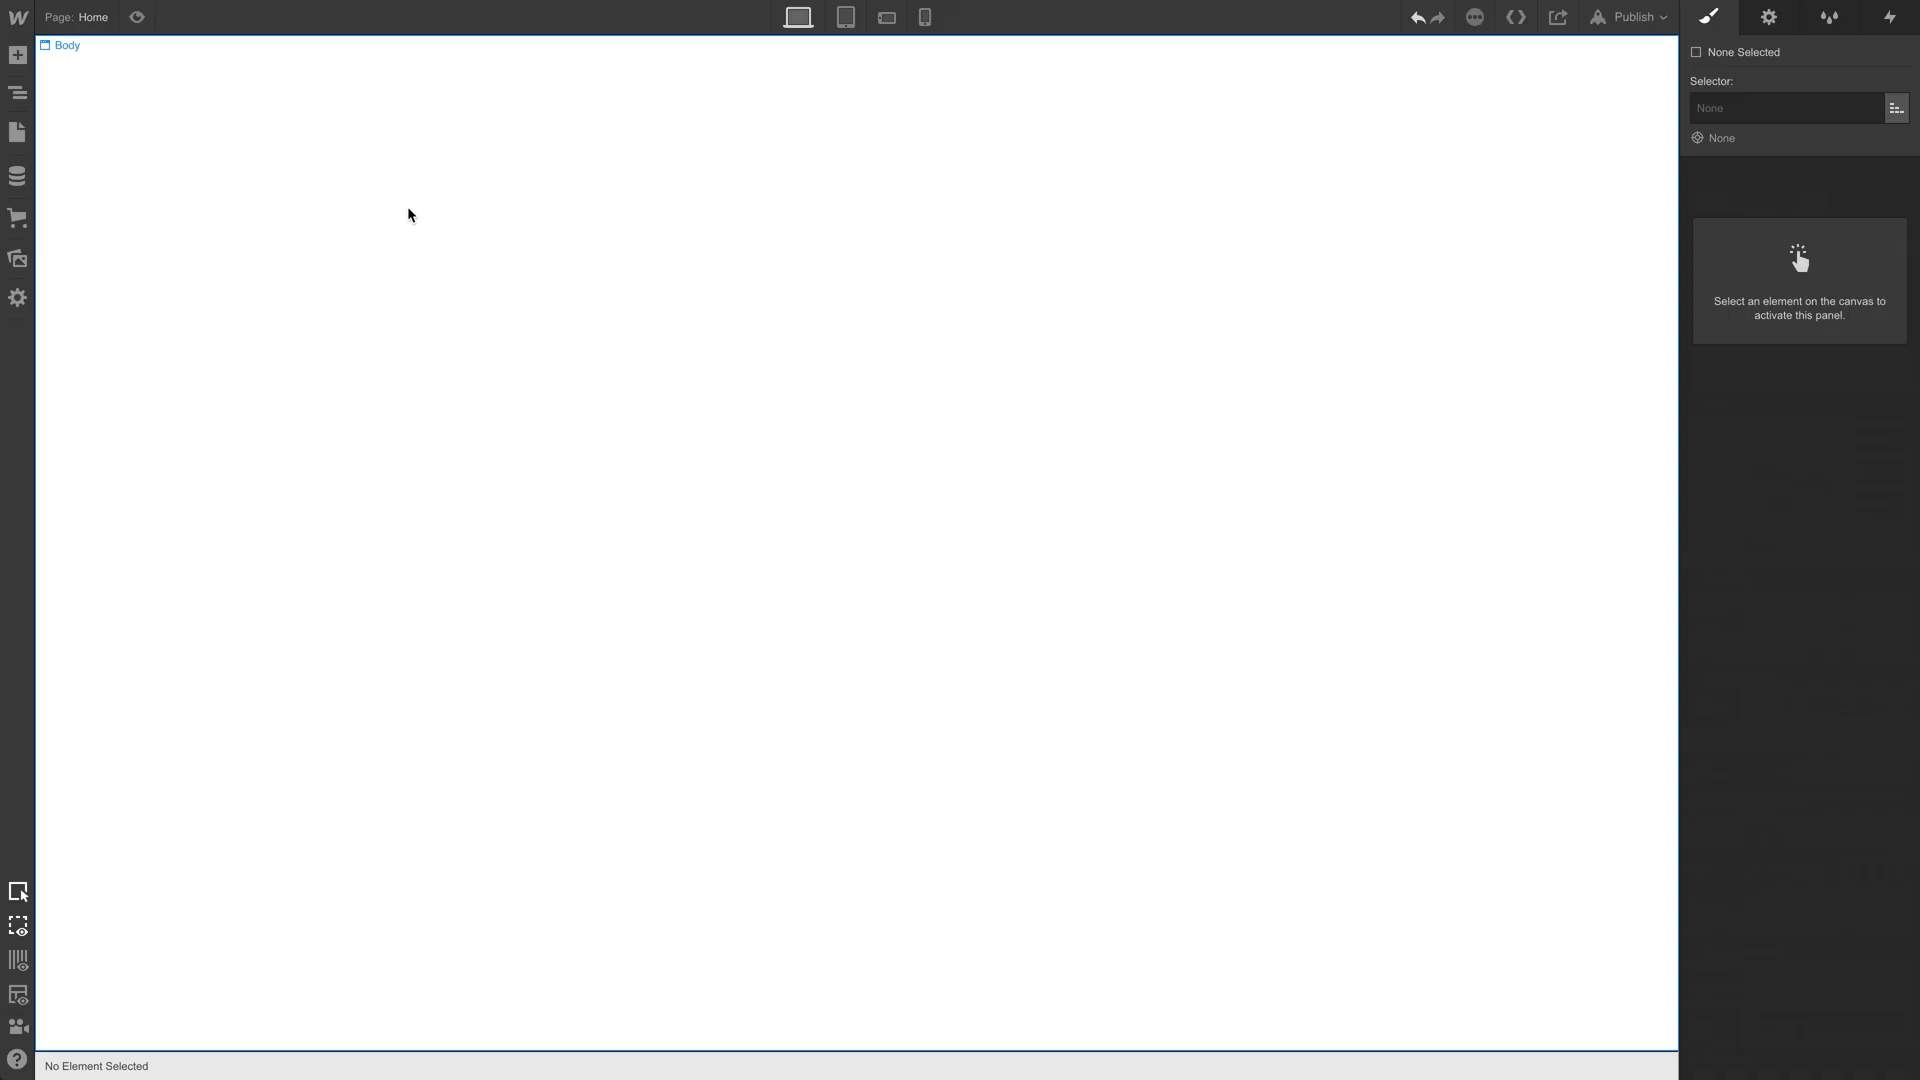 Page: Home
Publish
Body
None Selected
Selector:
None
None
Select an element on the canvas to
activate this panel.
No Element Selected